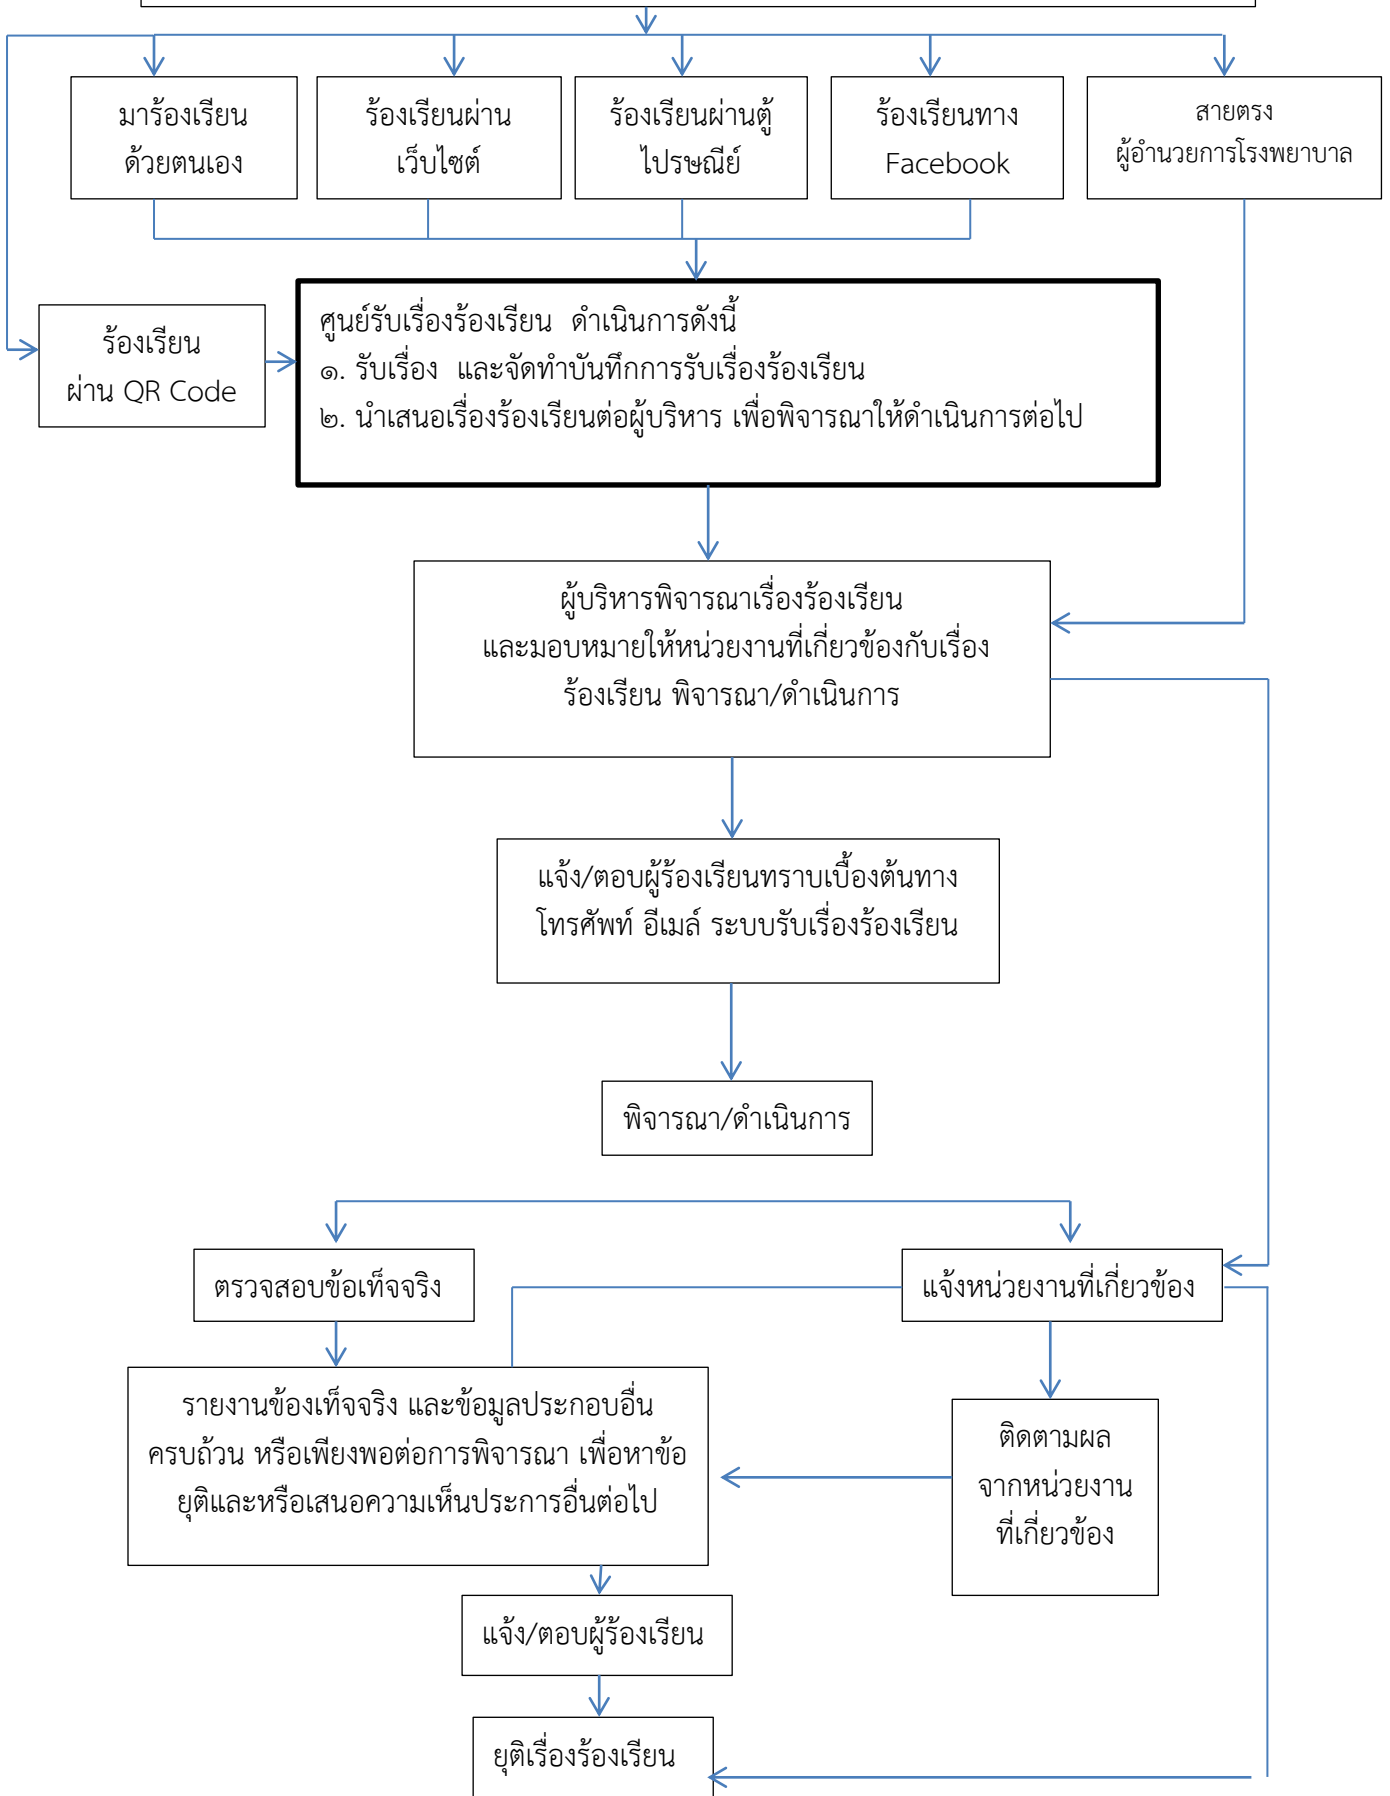 มาร้องเรียน
ด้วยตนเอง
ร้องเรียนผ่าน
เว็บไซต์
ร้องเรียนผ่านตู้
ไปรษณีย์
ร้องเรียนทาง
Facebook
สายตรง
ผู้อำนวยการโรงพยาบาล
ร้องเรียน
ผ่าน QR Code
ศูนย์รับเรื่องร้องเรียน ดำเนินการดังนี้
๑. รับเรื่อง และจัดทำบันทึกการรับเรื่องร้องเรียน
๒. นำเสนอเรื่องร้องเรียนต่อผู้บริหาร เพื่อพิจารณาให้ดำเนินการต่อไป
ผู้บริหารพิจารณาเรื่องร้องเรียน
และมอบหมายให้หน่วยงานที่เกี่ยวข้องกับเรื่อง
ร้องเรียน พิจารณา/ดำเนินการ
แจ้ง/ตอบผู้ร้องเรียนทราบเบื้องต้นทาง
โทรศัพท์ อีเมล์ ระบบรับเรื่องร้องเรียน
พิจารณา/ดำเนินการ
ตรวจสอบข้อเท็จจริง
แจ้งหน่วยงานที่เกี่ยวข้อง
รายงานข้องเท็จจริง และข้อมูลประกอบอื่น
ครบถ้วน หรือเพียงพอต่อการพิจารณา เพื่อหาข้อ
ยุติและหรือเสนอความเห็นประการอื่นต่อไป
ติดตามผล
จากหน่วยงาน
ที่เกี่ยวข้อง
แจ้ง/ตอบผู้ร้องเรียน
ยุติเรื่องร้องเรียน